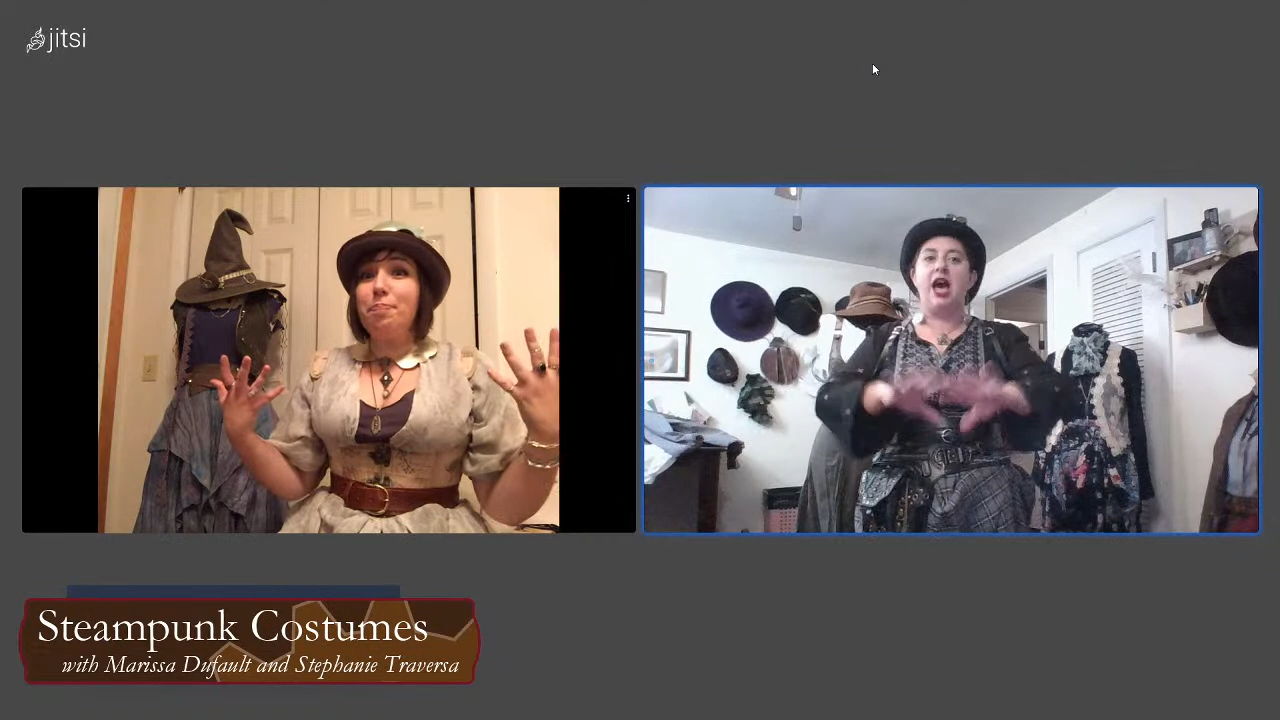 jitsi
Steampunk Costumes
with Marissa Dufault and Stephanie Traversa